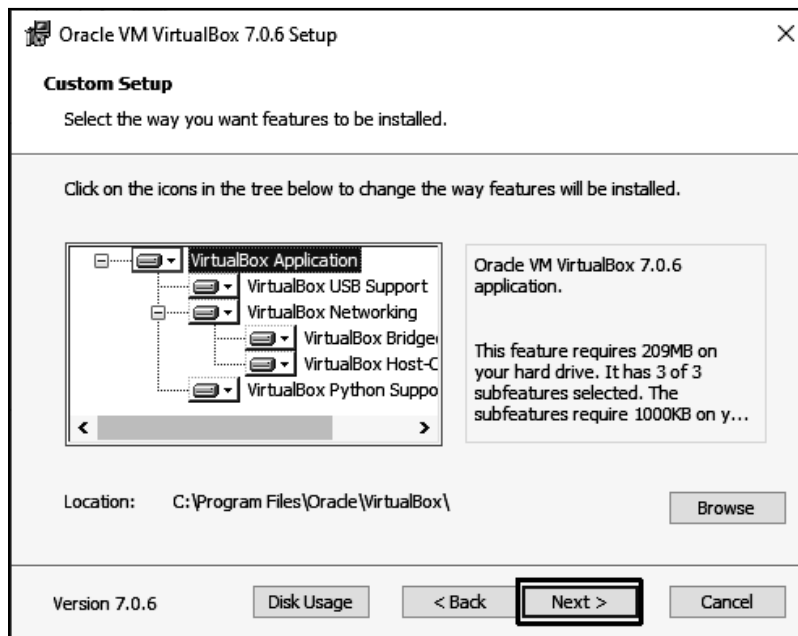 Oracle VM VirtualBox 7.0.6 Setup
Custom Setup
Select the way you want features to be installed.
Click on the icons in the tree below to change the way features will be installed.
VirtualBox Application
VirtualBox USB Support
VirtualBox Networking
VirtualBox Bridge
VirtualBox Host-C
VirtualBox Python Suppo
Oracle VM VirtualBox 7.0.6
application.
This feature requires 209MB on
your hard drive. It has 3 of 3
subfeatures selected. The
subfeatures require 1000KB on y...
Location: C:\Program Files\Oracle\VirtualBox\
Browse
Version 7.0.6 Disk Usage < Back Next > Cancel